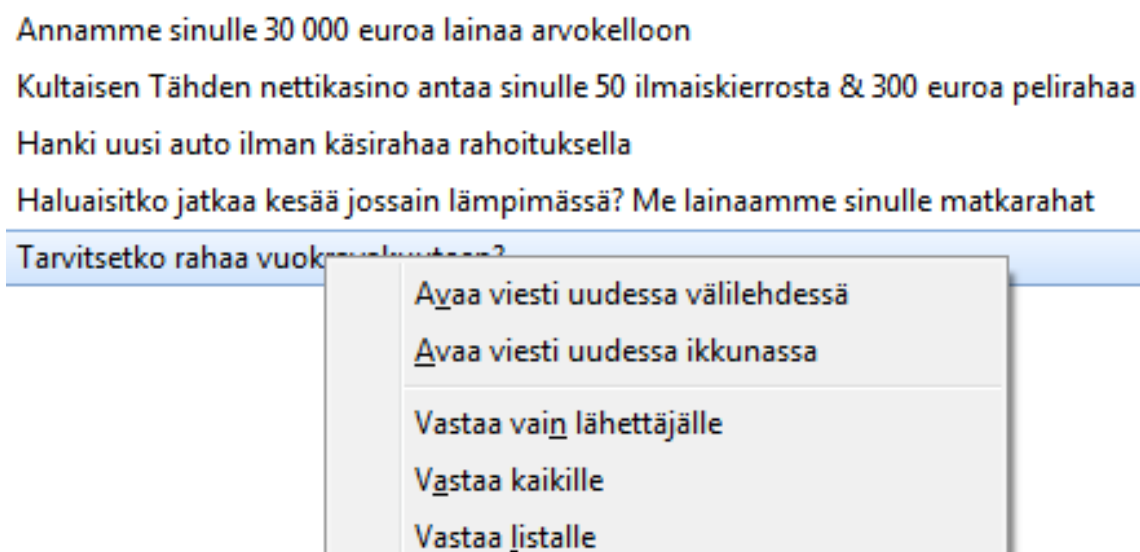 Annamme sinulle 30 000 euroa lainaa arvokelloon
Kultaisen Tähden nettikasino antaa sinulle 50 ilmaiskierrosta & 300 euroa pelirahaa
Hanki uusi auto ilman käsirahaa rahoituksella
Haluaisitko jatkaa kesää jossain lämpimässä? Me lainaamme sinulle matkarahat
Tarvitsetko rahaa
Avaa viesti uudessa välilehdessä
Avaa viesti uudessa ikkunassa
Vastaa vain lähettäjälle
Vastaa kaikille
Vastaa listalle